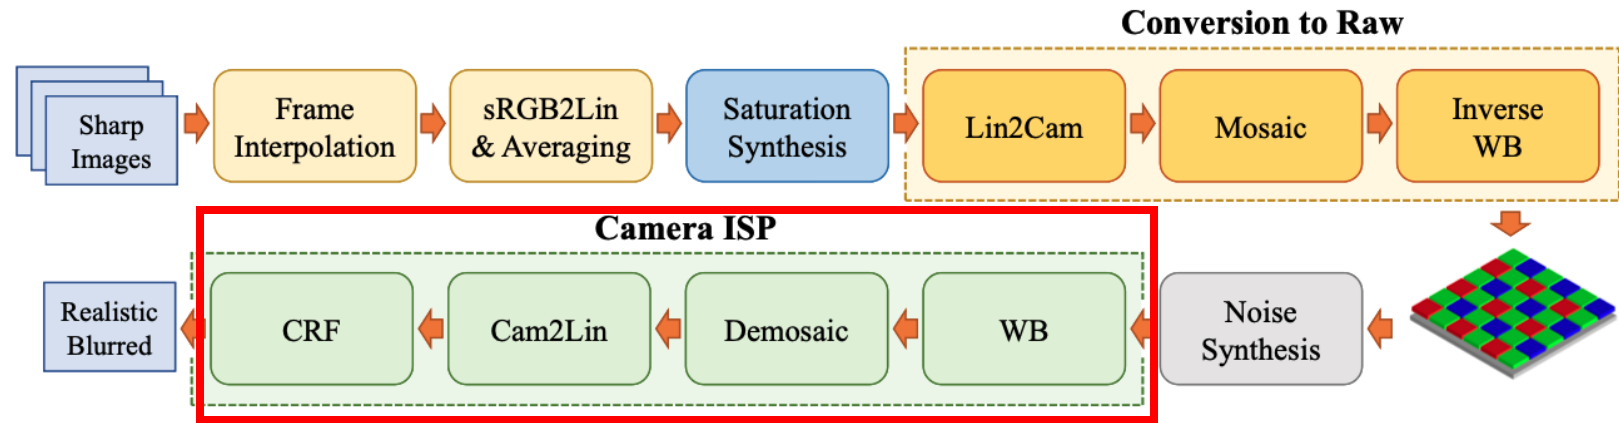 Conversion to Raw
Sharp
Images
Frame
Interpolation
sRGB2Lin
& Averaging
Saturation
Synthesis
Lin2Cam
Mosaic
Inverse
WB
Camera ISP
Realistic
Blurred
CRF
Cam2Lin
Demosaic
WB
Noise
Synthesis